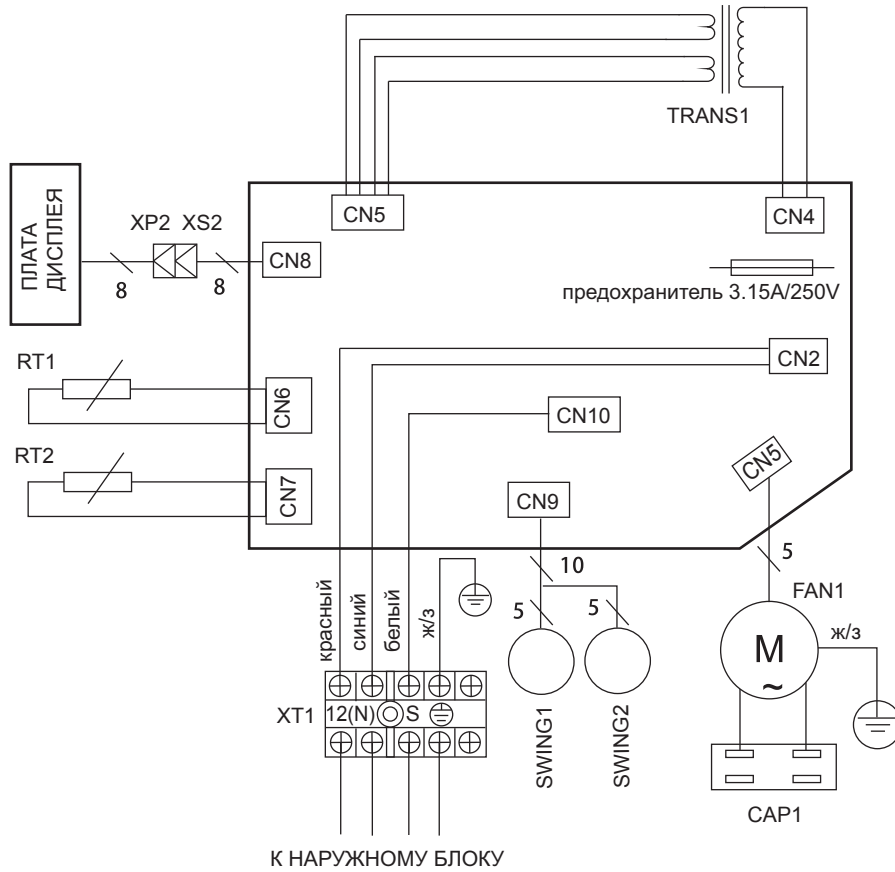 TRANS1
CN5
CN4
ПЛАТА
ДИСПЛЕЯ
XP2
XS2
8
8
CN8
предохранитель 3.15A/250V
RT1
CN6
CN2
CN10
RT2
CN7
CN9
CN5
10
5
5
5
FAN1
M
~
ж/з
красный
синий
белый
ж/з
XT1
12(N)
S
SWING1
SWING2
CAP1
К НАРУЖНОМУ БЛОКУ